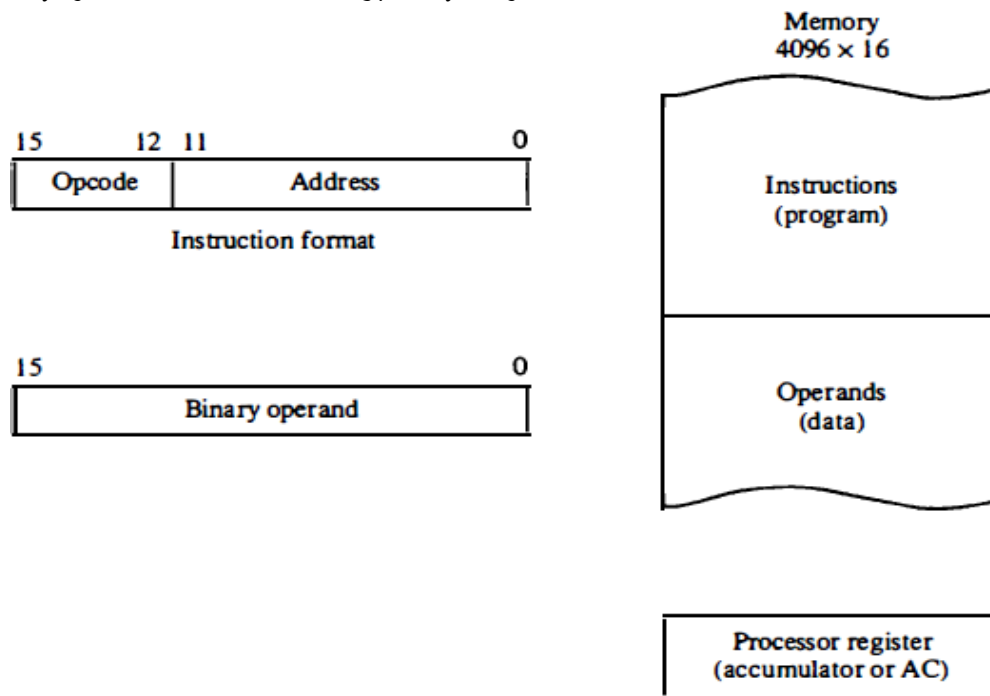 Memory
4096 × 16
15 12 11 0
Opcode Address
Instruction format
Instructions
(program)
15 0
Binary operand
Operands
(data)
Processor register
(accumulator or AC)